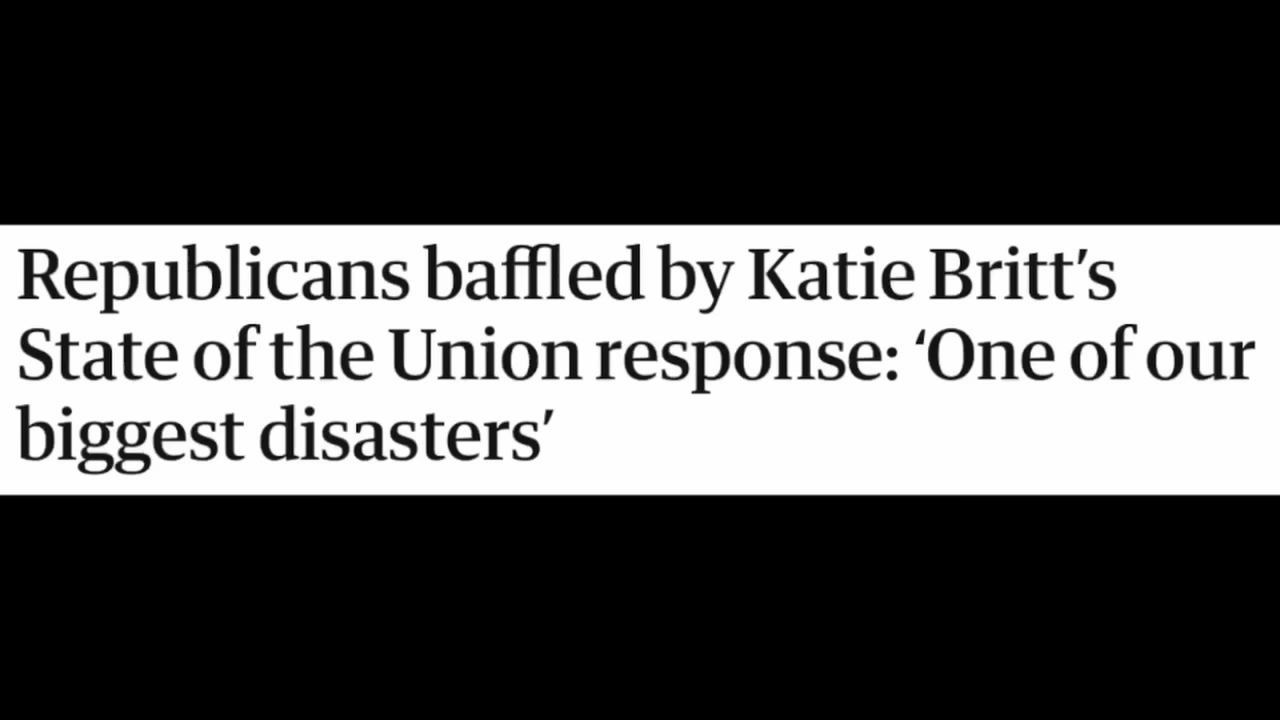 Republicans baffled by Katie Britt’s
State of the Union response: ‘One of our
biggest disasters’